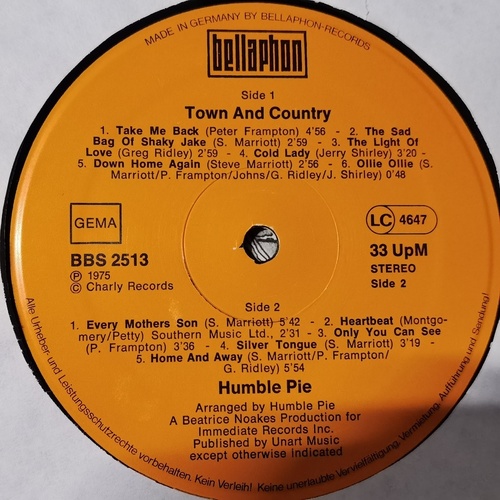 MADE IN GERMANY BY BELLAPHON-RECORDS
bellaphon
Side 1
Town And Country
1. Take Me Back (Peter Frampton) 4'56 - 2. The Sad
Bag Of Shaky Jake (S. Marriott) 2'59 - 3. The Light Of
Love (Greg Ridley) 2'59 - 4. Cold Lady (Jerry Shirley) 3'20 -
5. Down Home Again (Steve Marriott) 2'56 - 6. Ollie Ollie (S.
Marriott/P. Frampton/Johns/G. Ridley/J. Shirley) 0'48
GEMA
LC 4647
BBS 2513
33 UpM
Ⓟ 1975
STEREO
© Charly Records
Side 2
Side 2
1. Every Mothers Son (S. Marriott) 5'42 - 2. Heartbeat (Montgo-
mery/Petty) Southern Music Ltd., 2'31 - 3. Only You Can See
(P. Frampton) 3'36 - 4. Silver Tongue (S. Marriott) 3'19 -
5. Home And Away (S. Marriott/P. Frampton/
G. Ridley) 5'54
Humble Pie
Arranged by Humble Pie
A Beatrice Noakes Production for
Immediate Records Inc.
Published by Unart Music
except otherwise indicated
Alle Urheber- und Leistungsschutzrechte vorbehalten. Kein Verleih! Keine unerlaubte Vervielfältigung, Vermietung, Aufführung und Sendung!